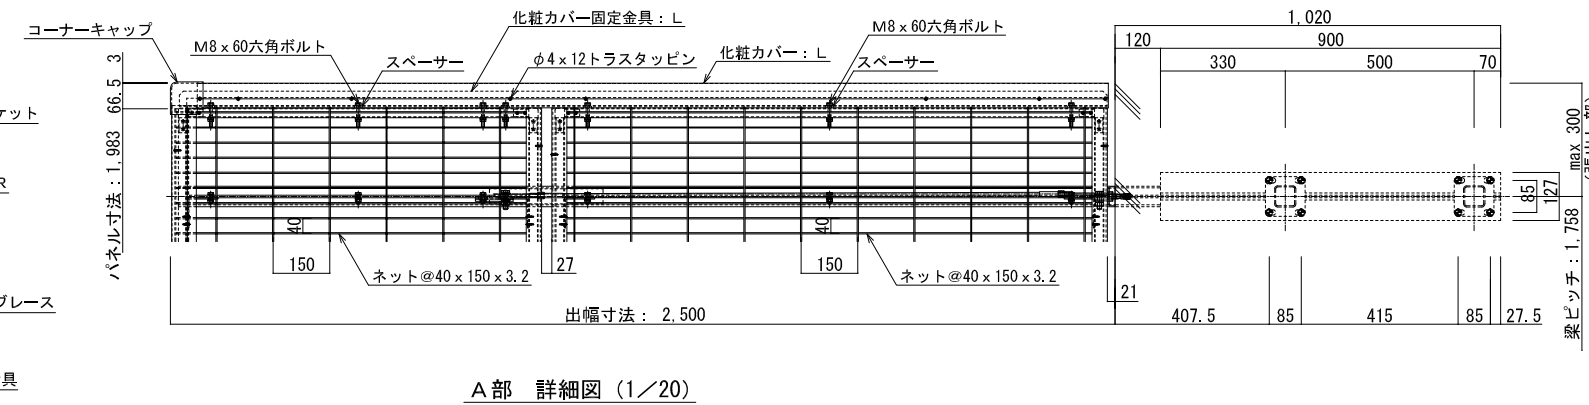 コーナーキャップ
化粧カバー固定金具：Ｌ
M8ｘ60六角ボルト
スペーサー
φ4ｘ12トラスタッピン
化粧カバー：Ｌ
M8ｘ60六角ボルト
スペーサー
1,020
120
900
330
500
70
3
66.5
パネル寸法：1,983
ケット
R
ブレース
具
40
40
150
27
150
ネット@40ｘ150ｘ3.2
ネット@40ｘ150ｘ3.2
21
出幅寸法： 2,500
407.5
85
415
85
27.5
85
127
max 300
梁ピッチ：1,758
A部 詳細図（1／20）